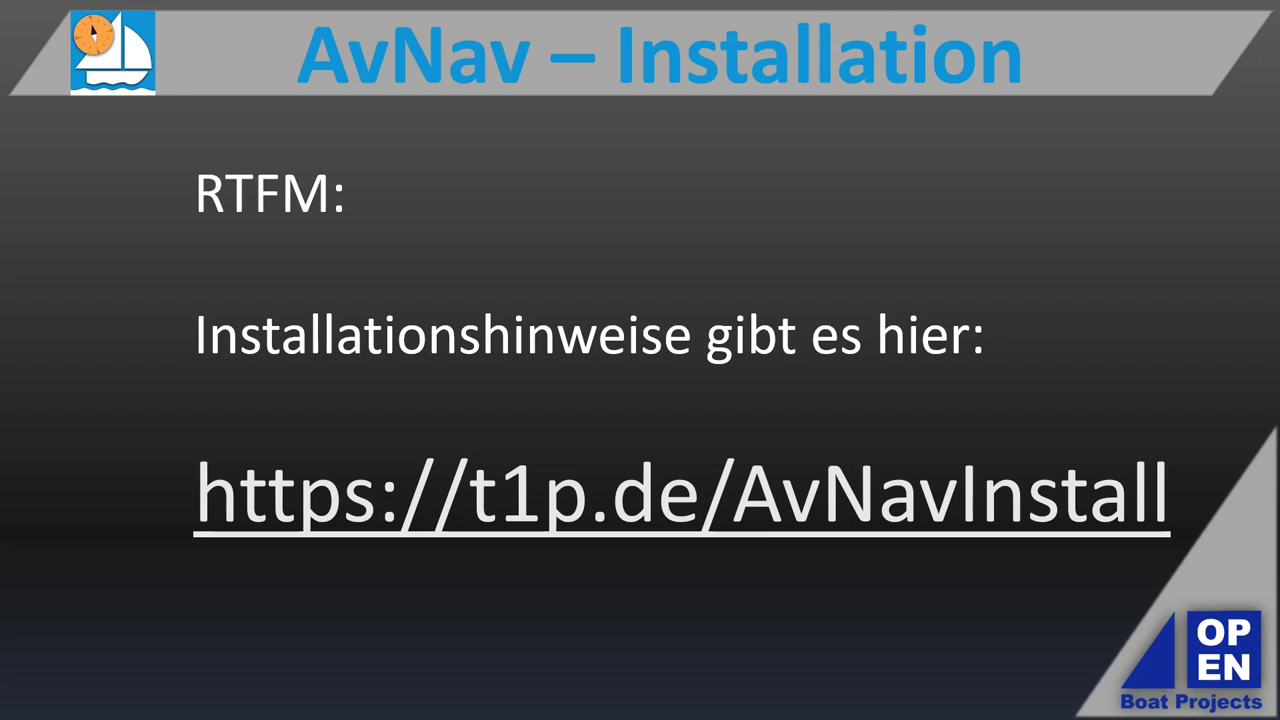 AvNav – Installation
RTFM:
Installationshinweise gibt es hier:
https://t1p.de/AvNavInstall
OP
EN
Boat Projects